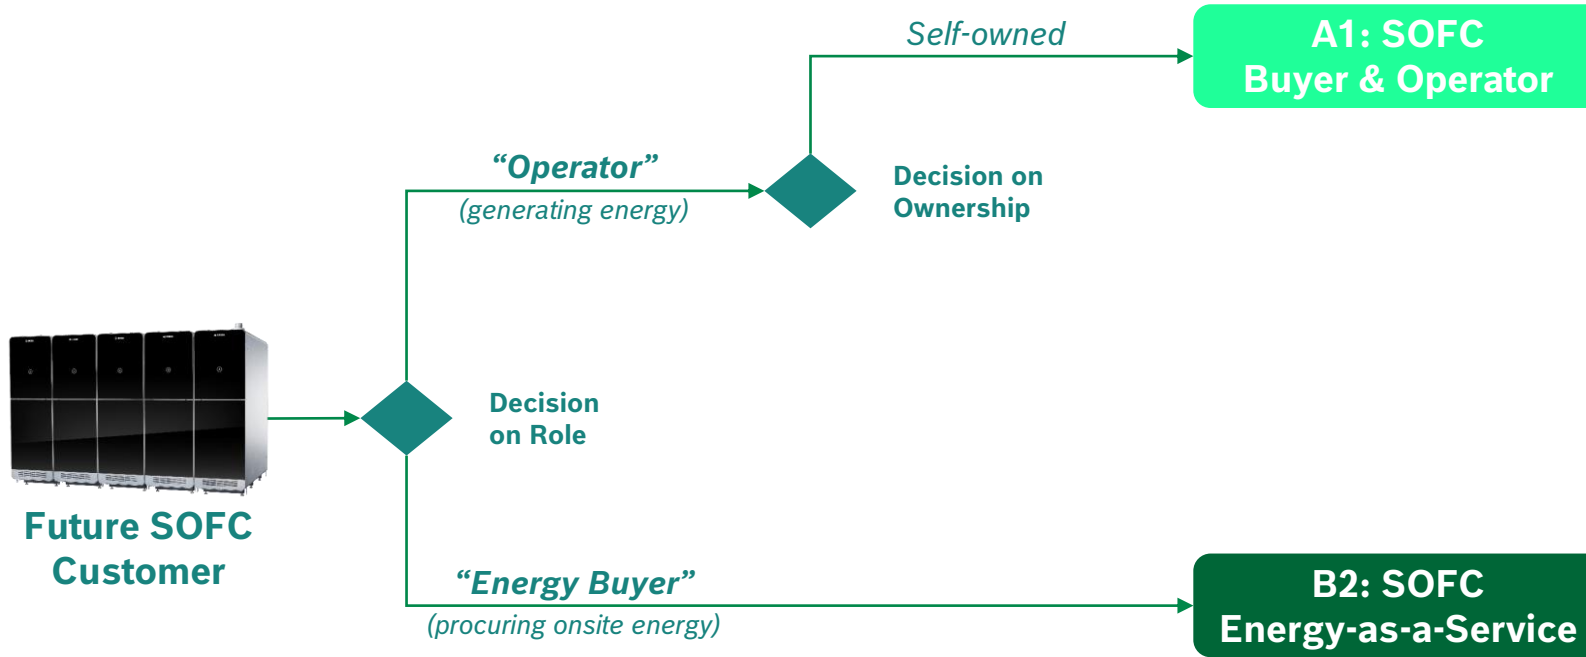 Self-owned
A1: SOFC
Buyer & Operator
“Operator”
(generating energy)
Decision on
Ownership
Decision
on Role
Future SOFC
Customer
“Energy Buyer”
(procuring onsite energy)
B2: SOFC
Energy-as-a-Service